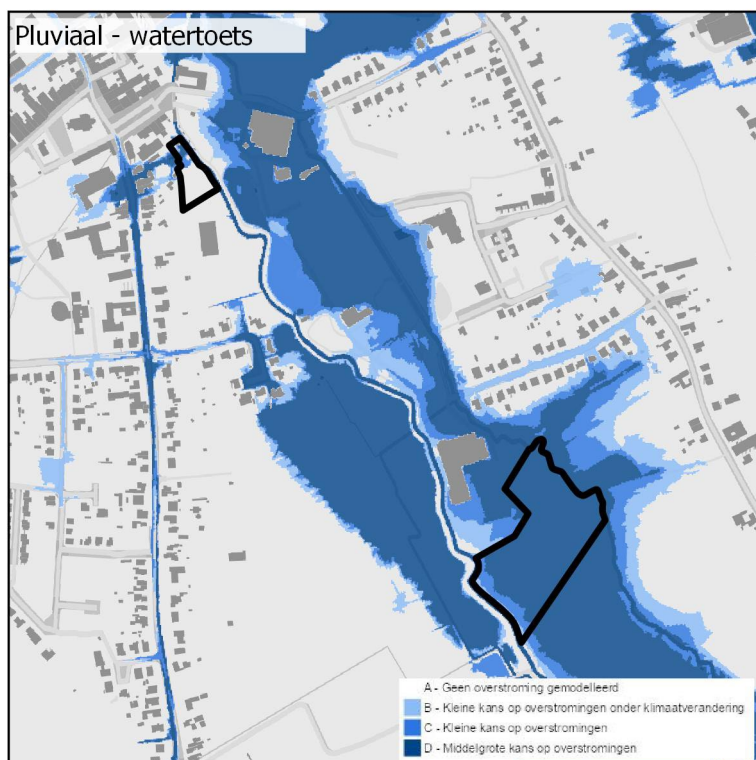 Pluviaal - watertoets
A - Geen overstroming gemodelleerd
B - Kleine kans op overstromingen onder klimaatverandering
C - Kleine kans op overstromingen
D - Middelgrote kans op overstromingen